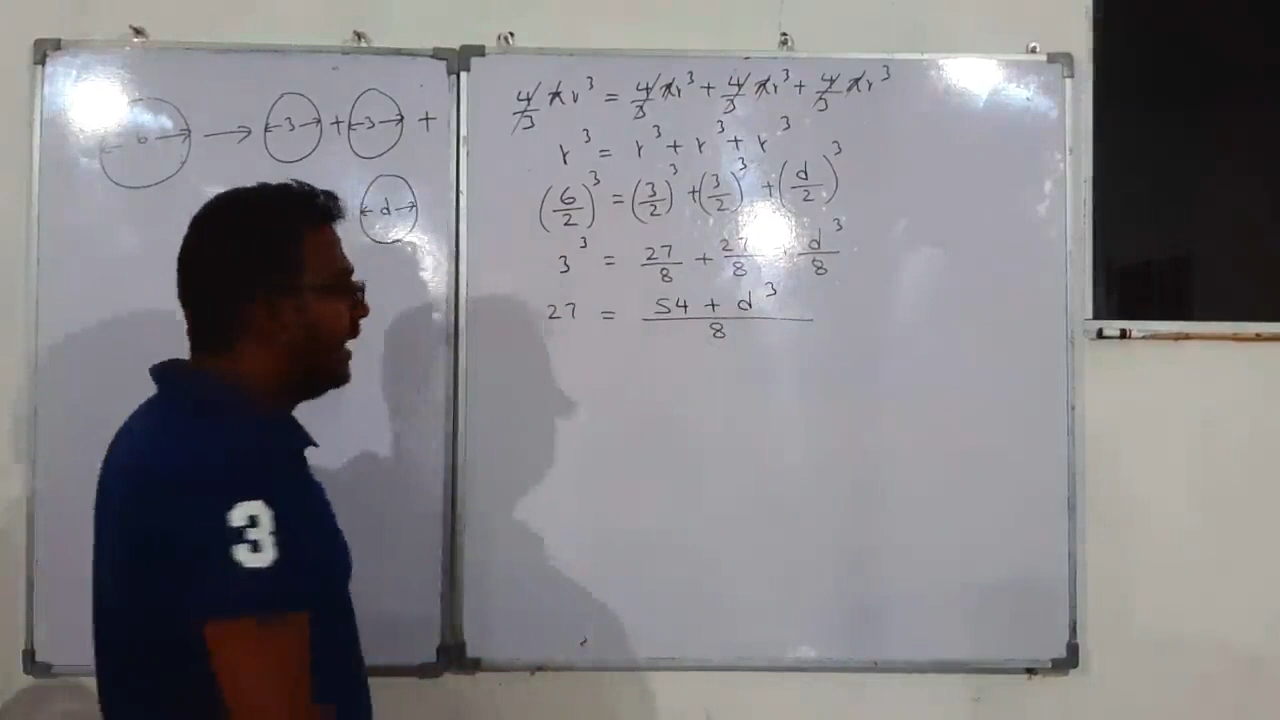 6 → 3 + 3 +
d
4/3 πr³ = 4/3 πr³ + 4/3 πr³ + 4/3 πr³
r³ = r³ + r³ + r³
(6/2)³ = (3/2)³ + (3/2)³ + (d/2)³
3³ = 27/8 + 27/8 + d³/8
27 = 54 + d³ / 8
3